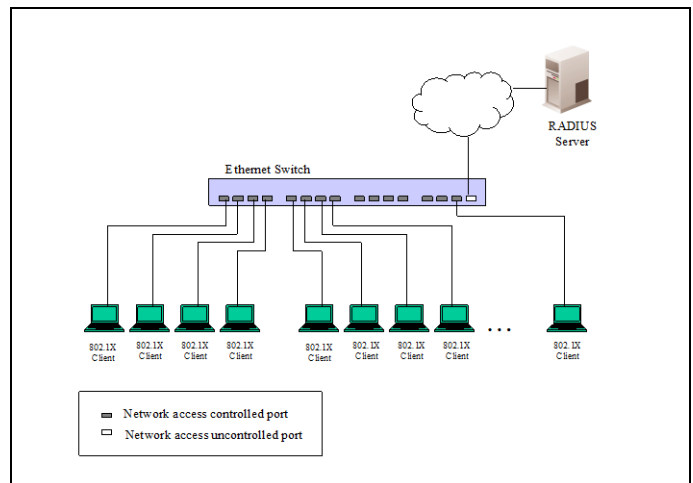 RADIUS
Server
Ethernet Switch
802.1X
Client
802.1X
Client
802.1X
Client
802.1X
Client
802.1X
Client
802.1X
Client
802.1X
Client
802.1X
Client
...
802.1X
Client
Network access controlled port
Network access uncontrolled port